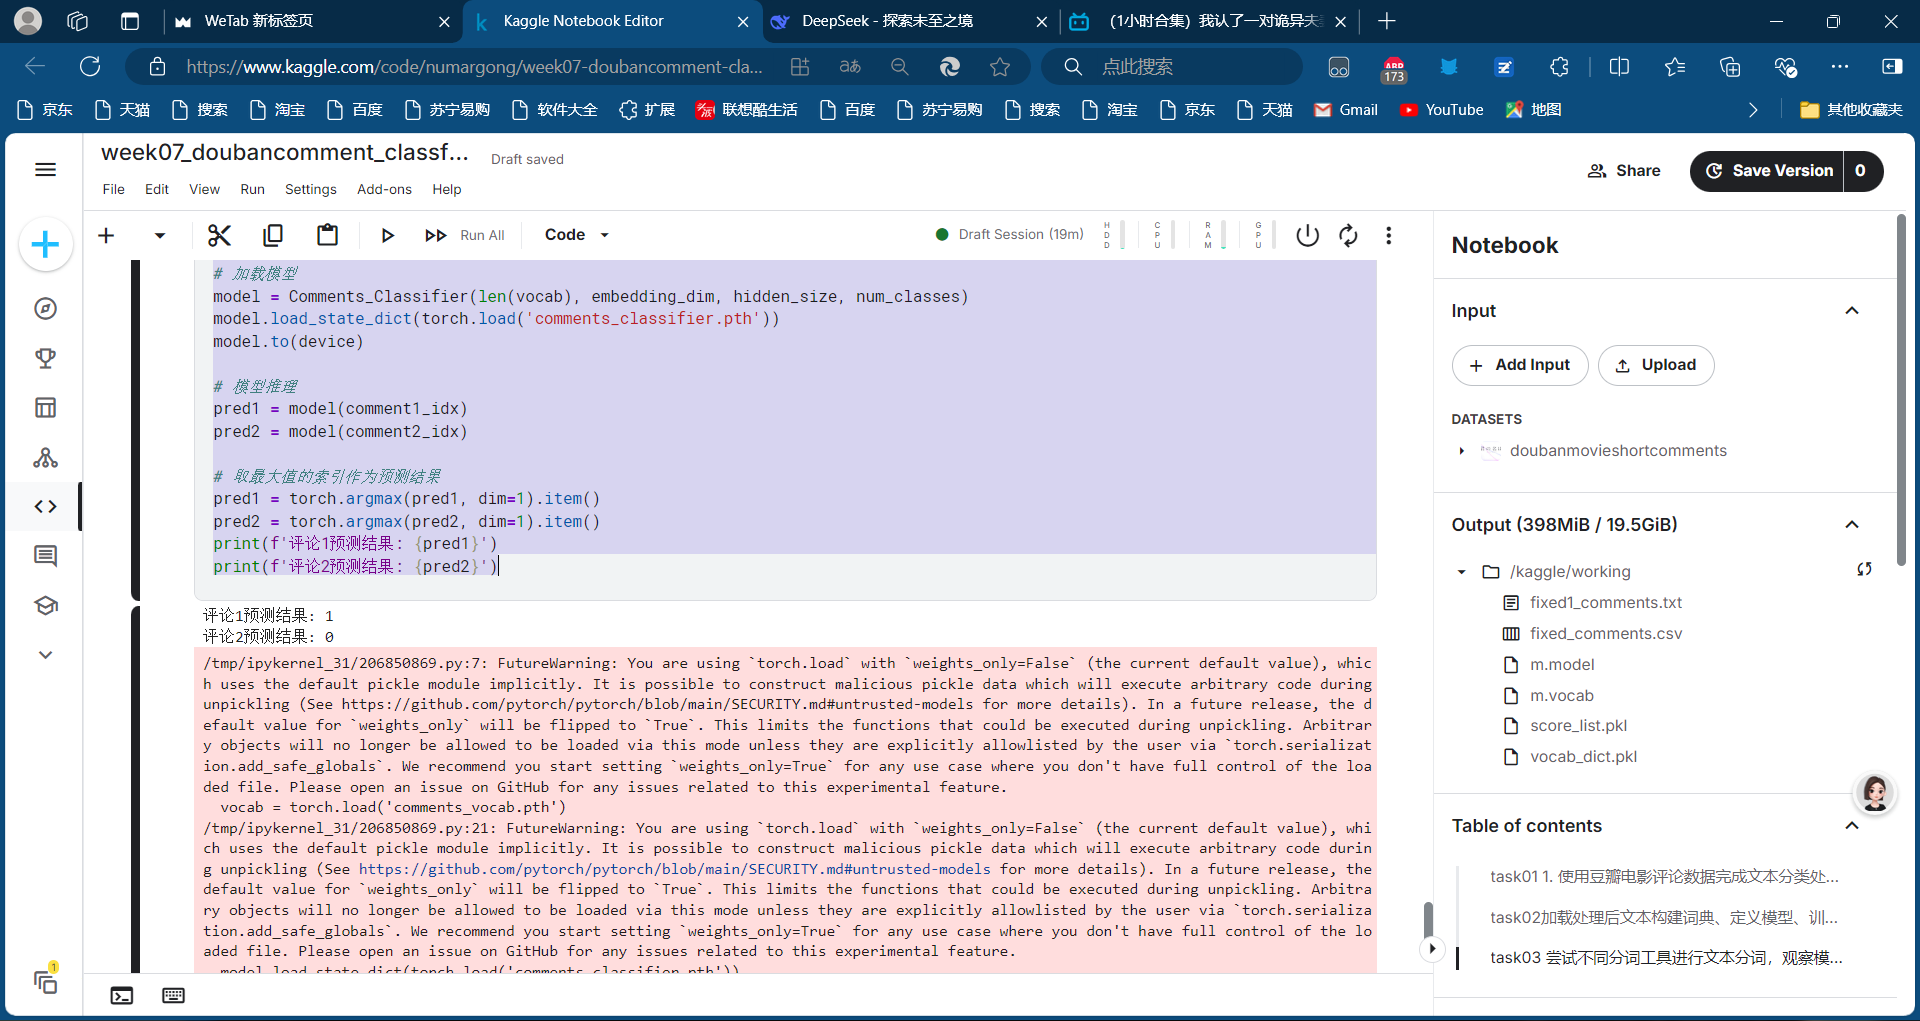 WeTab 新标签页
Kaggle Notebook Editor
DeepSeek - 探索未至之境
（1小时合集）我认了一对诡异夫
https://www.kaggle.com/code/numargong/week07-doubancomment-cla...
点此搜索
173
京东
天猫
搜索
淘宝
百度
苏宁易购
软件大全
扩展
联想酷生活
百度
苏宁易购
搜索
淘宝
京东
天猫
Gmail
YouTube
地图
其他收藏夹
week07_doubancomment_classf...
Draft saved
File Edit View Run Settings Add-ons Help
Share
Save Version 0
Run All
Code
Draft Session (19m)
HDD
CPU
RAM
GPU
# 加载模型
model = Comments_Classifier(len(vocab), embedding_dim, hidden_size, num_classes)
model.load_state_dict(torch.load('comments_classifier.pth'))
model.to(device)
# 模型推理
pred1 = model(comment1_idx)
pred2 = model(comment2_idx)
# 取最大值的索引作为预测结果
pred1 = torch.argmax(pred1, dim=1).item()
pred2 = torch.argmax(pred2, dim=1).item()
print(f'评论1预测结果: {pred1}')
print(f'评论2预测结果: {pred2}')
评论1预测结果: 1
评论2预测结果: 0
/tmp/ipykernel_31/206850869.py:7: FutureWarning: You are using `torch.load` with `weights_only=False` (the current default value), whic
h uses the default pickle module implicitly. It is possible to construct malicious pickle data which will execute arbitrary code during
unpickling (See https://github.com/pytorch/pytorch/blob/main/SECURITY.md#untrusted-models for more details). In a future release, the d
efault value for `weights_only` will be flipped to `True`. This limits the functions that could be executed during unpickling. Arbitrar
y objects will no longer be allowed to be loaded via this mode unless they are explicitly allowlisted by the user via `torch.serializat
ion.add_safe_globals`. We recommend you start setting `weights_only=True` for any use case where you don't have full control of the loa
ded file. Please open an issue on GitHub for any issues related to this experimental feature.
vocab = torch.load('comments_vocab.pth')
/tmp/ipykernel_31/206850869.py:21: FutureWarning: You are using `torch.load` with `weights_only=False` (the current default value), whi
ch uses the default pickle module implicitly. It is possible to construct malicious pickle data which will execute arbitrary code durin
g unpickling (See https://github.com/pytorch/pytorch/blob/main/SECURITY.md#untrusted-models for more details). In a future release, the
default value for `weights_only` will be flipped to `True`. This limits the functions that could be executed during unpickling. Arbitra
ry objects will no longer be allowed to be loaded via this mode unless they are explicitly allowlisted by the user via `torch.serializa
tion.add_safe_globals`. We recommend you start setting `weights_only=True` for any use case where you don't have full control of the lo
aded file. Please open an issue on GitHub for any issues related to this experimental feature.
model.load_state_dict(torch.load('comments_classifier.pth'))
Notebook
Input
Add Input
Upload
DATASETS
doubanmovieshortcomments
Output (398MiB / 19.5GiB)
/kaggle/working
fixed1_comments.txt
fixed_comments.csv
m.model
m.vocab
score_list.pkl
vocab_dict.pkl
Table of contents
task01 1. 使用豆瓣电影评论数据完成文本分类处...
task02加载处理后文本构建词典、定义模型、训...
task03 尝试不同分词工具进行文本分词，观察模...
1